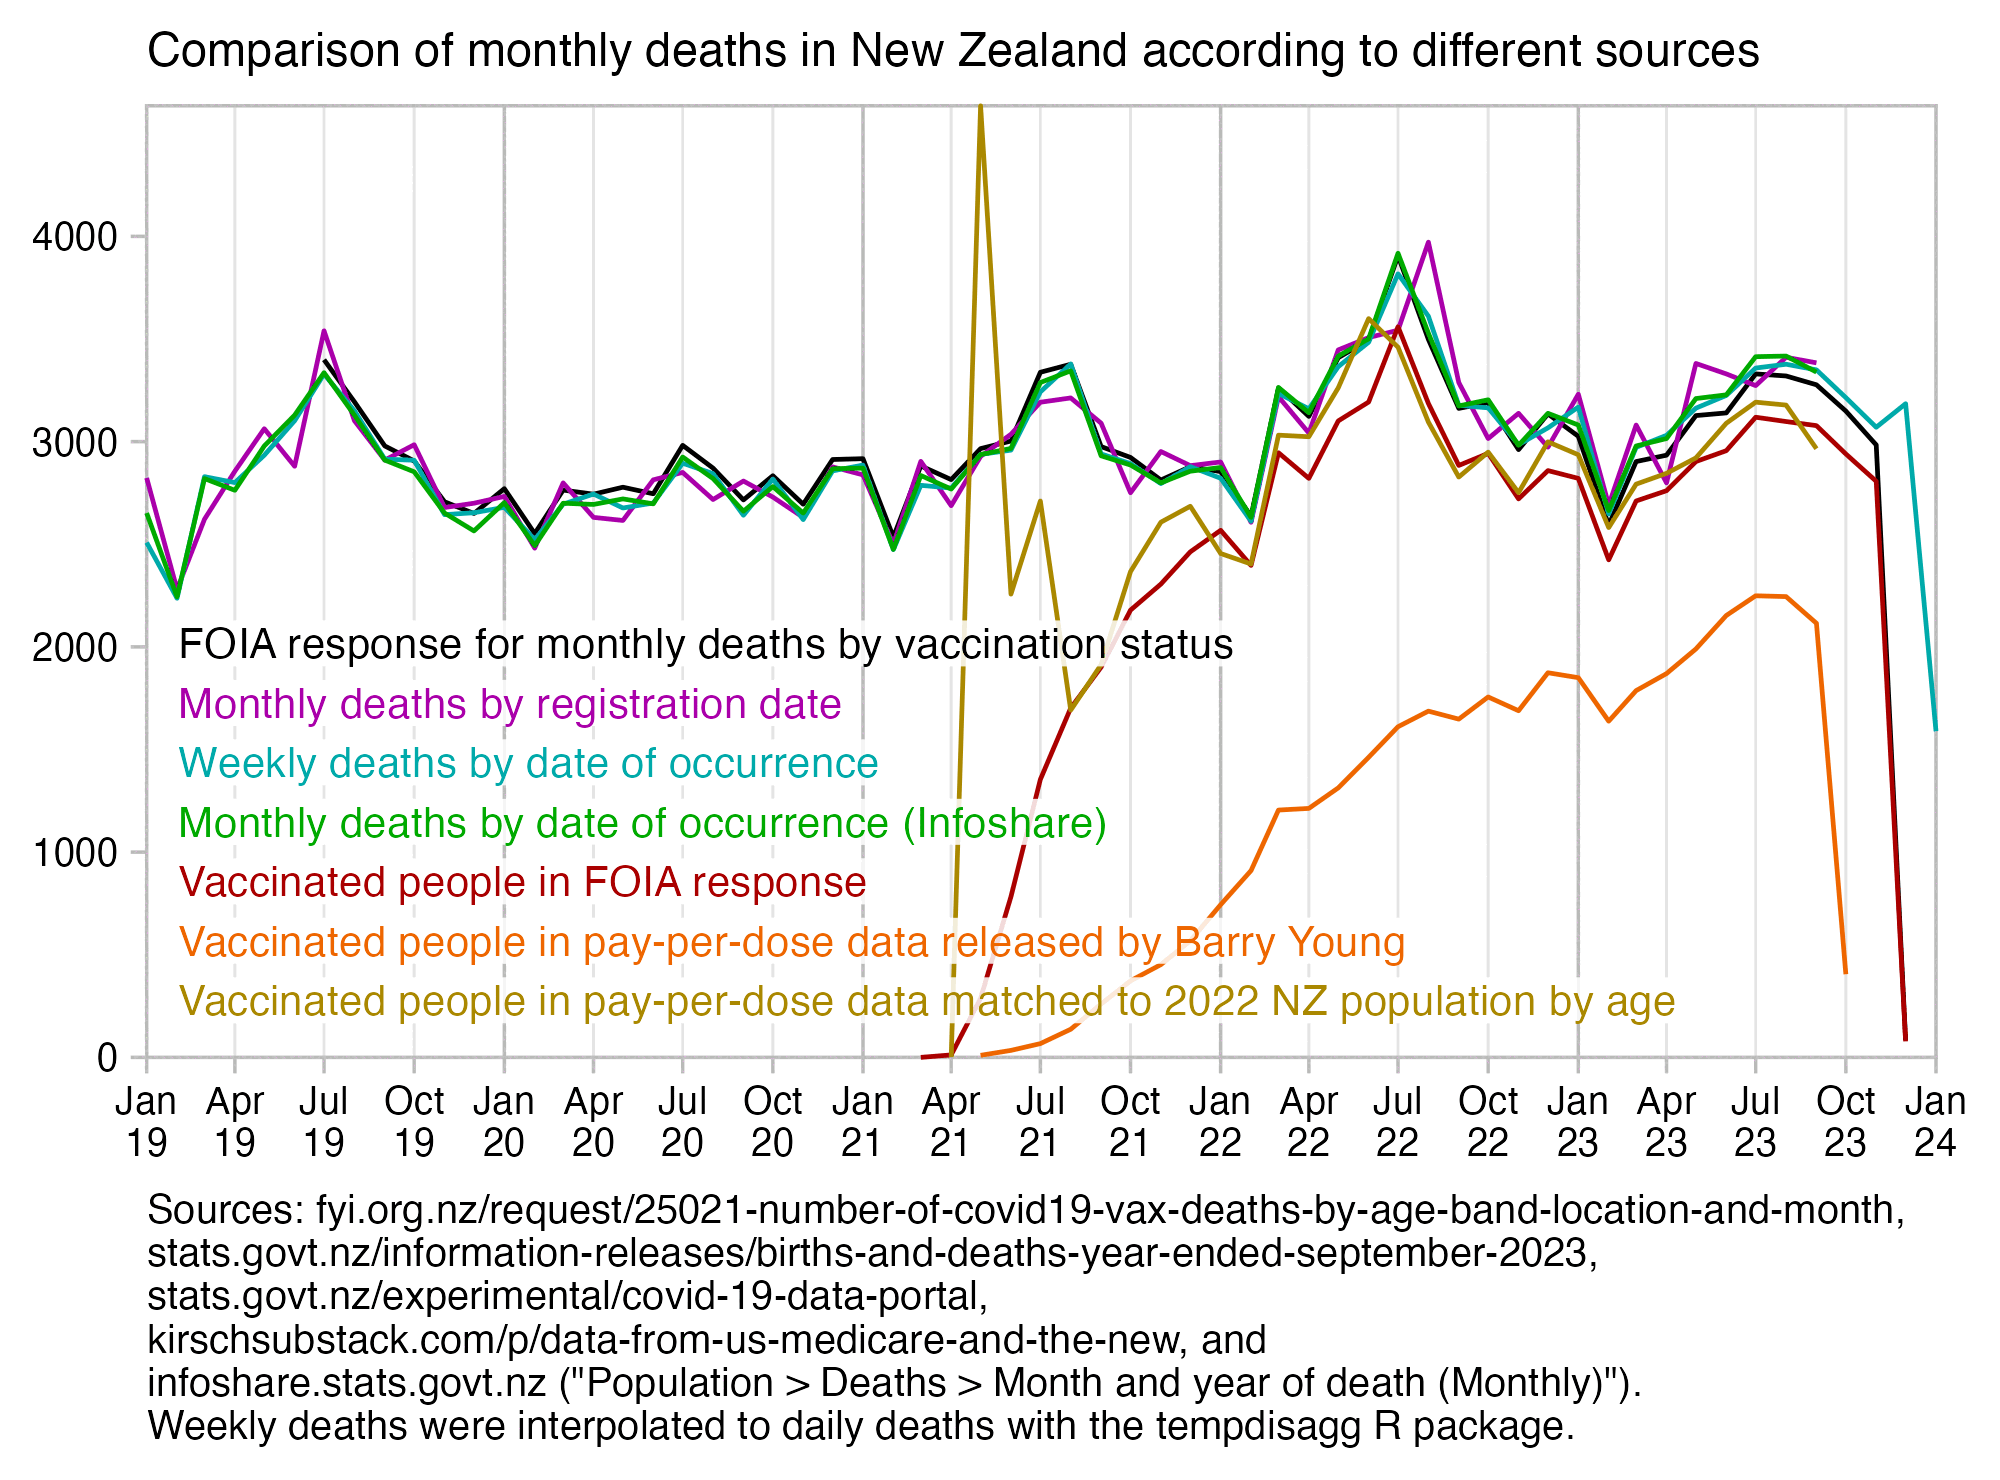 Comparison of monthly deaths in New Zealand according to different sources
4000
3000
2000
1000
0
FOIA response for monthly deaths by vaccination status
Monthly deaths by registration date
Weekly deaths by date of occurrence
Monthly deaths by date of occurrence (Infoshare)
Vaccinated people in FOIA response
Vaccinated people in pay-per-dose data released by Barry Young
Vaccinated people in pay-per-dose data matched to 2022 NZ population by age
Jan Apr Jul Oct Jan Apr Jul Oct Jan Apr Jul Oct Jan Apr Jul Oct Jan Apr Jul Oct Jan
19 19 19 19 20 20 20 20 21 21 21 21 22 22 22 22 23 23 23 23 24
Sources: fyi.org.nz/request/25021-number-of-covid19-vax-deaths-by-age-band-location-and-month,
stats.govt.nz/information-releases/births-and-deaths-year-ended-september-2023,
stats.govt.nz/experimental/covid-19-data-portal,
kirschsubstack.com/p/data-from-us-medicare-and-the-new, and
infoshare.stats.govt.nz ("Population > Deaths > Month and year of death (Monthly)").
Weekly deaths were interpolated to daily deaths with the tempdisagg R package.